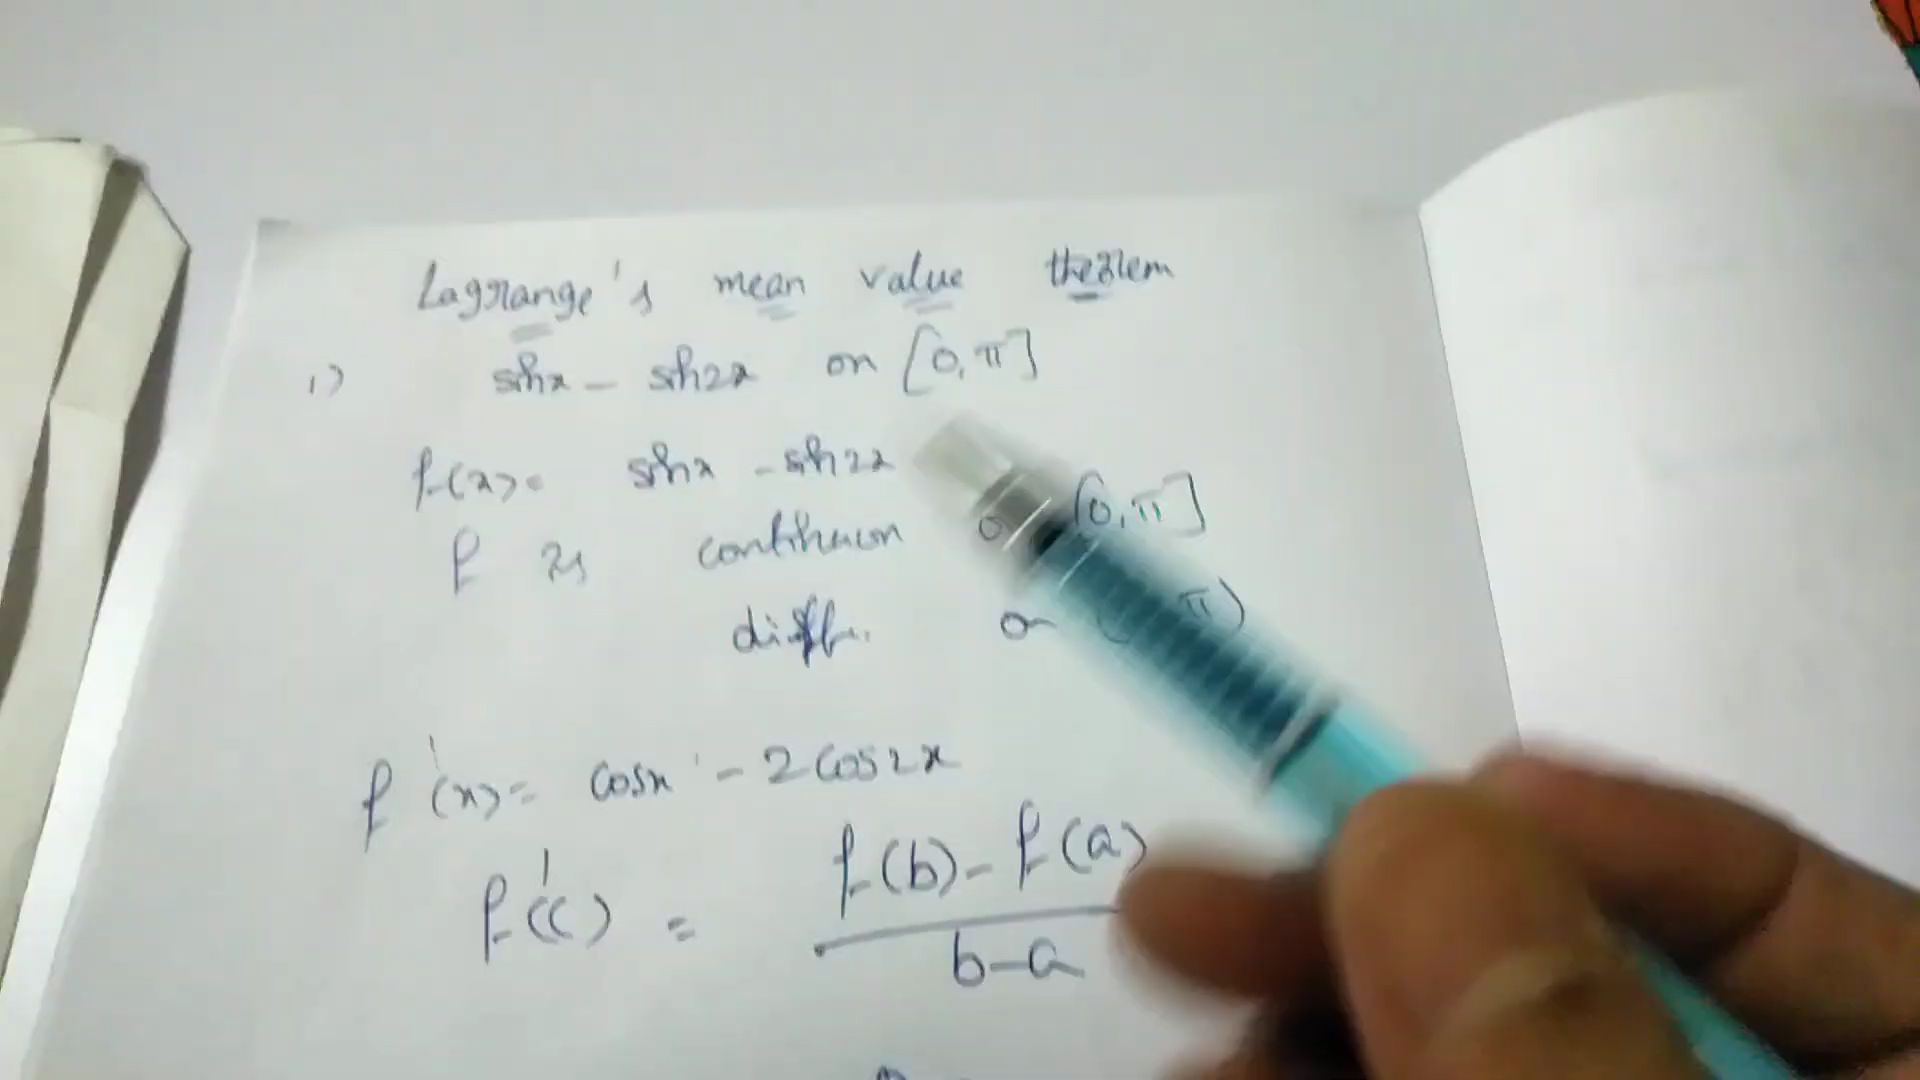 Lagrange's mean value theorem
1) sinx - sin2x on [0, π]
f(x) = sinx - sin2x
f is continuous [0, π]
diff. on π)
f'(x) = cosx - 2cos2x
f'(c) = f(b) - f(a)
b-a